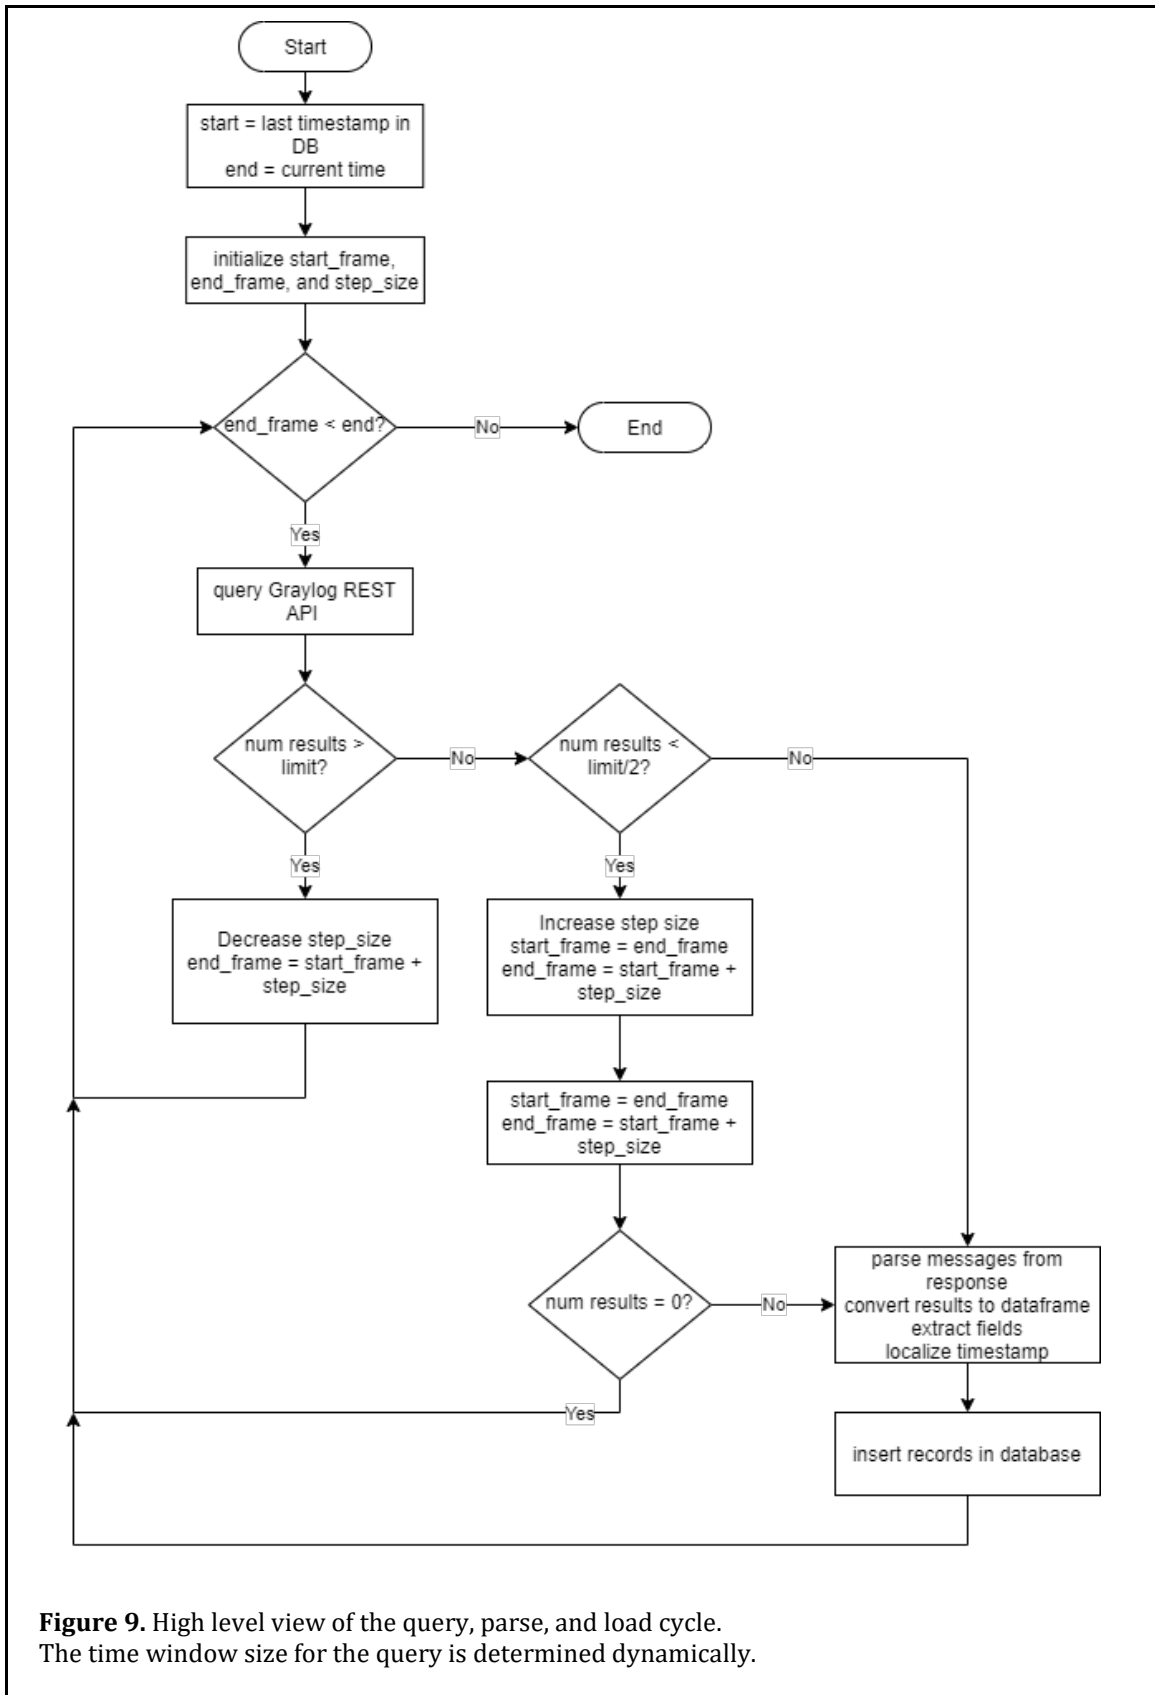 Start
start = last timestamp in
DB
end = current time
initialize start_frame,
end_frame, and step_size
end_frame < end?
No
End
Yes
query Graylog REST
API
num results >
limit?
No
num results <
limit/2?
No
Yes
Yes
Decrease step_size
end_frame = start_frame +
step_size
Increase step size
start_frame = end_frame
end_frame = start_frame +
step_size
start_frame = end_frame
end_frame = start_frame +
step_size
num results = 0?
No
parse messages from
response
convert results to dataframe
extract fields
localize timestamp
Yes
insert records in database
Figure 9. High level view of the query, parse, and load cycle.
The time window size for the query is determined dynamically.